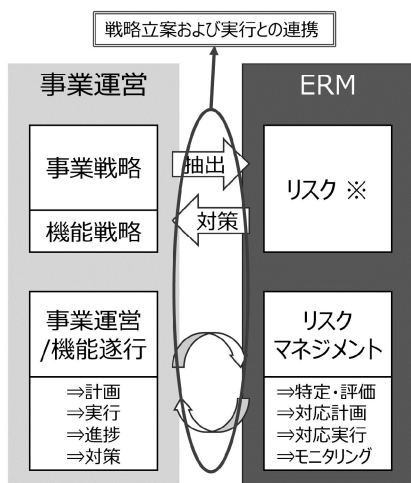 戦略立案および実行との連携
事業運営
ERM
事業戦略
機能戦略
抽出
対策
リスク ※
事業運営
/機能遂行
⇒計画
⇒実行
⇒進捗
⇒対策
リスク
マネジメント
⇒特定・評価
⇒対応計画
⇒対応実行
⇒モニタリング